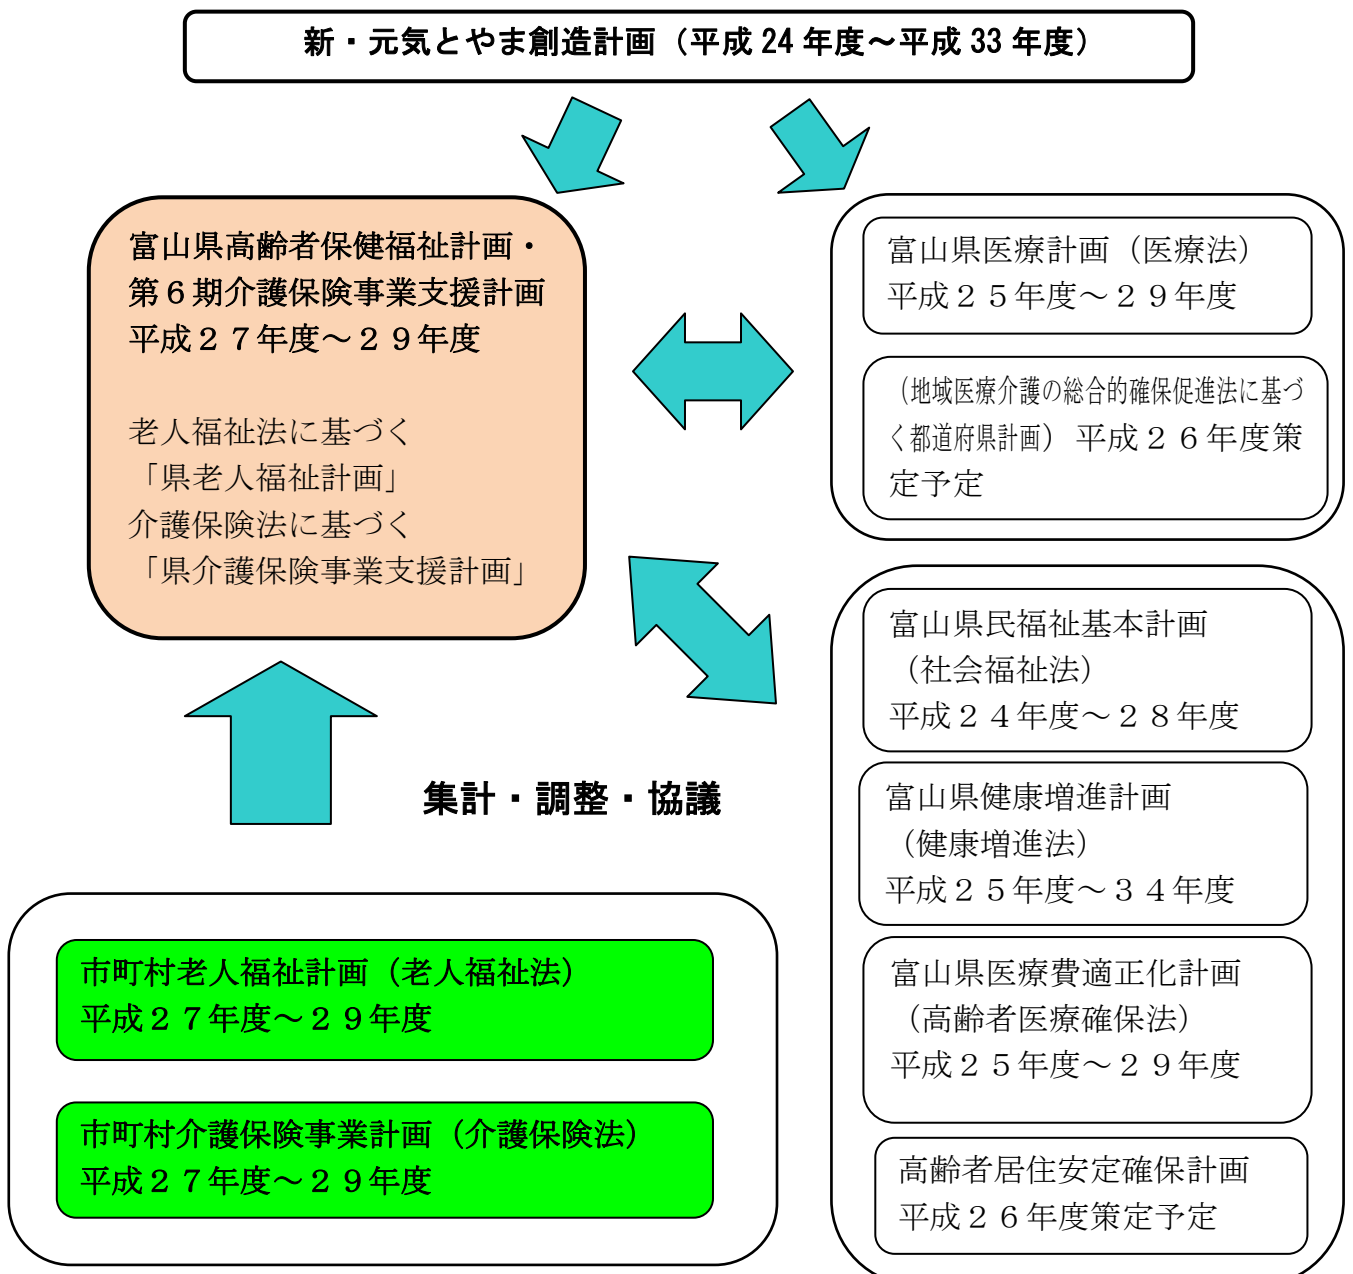 新・元気とやま創造計画（平成 24 年度～平成 33 年度）
富山県高齢者保健福祉計画・
第６期介護保険事業支援計画
平成２７年度～２９年度
老人福祉法に基づく
「県老人福祉計画」
介護保険法に基づく
「県介護保険事業支援計画」
富山県医療計画（医療法）
平成２５年度～２９年度
（地域医療介護の総合的確保促進法に基づ
く都道府県計画）平成２６年度策
定予定
富山県民福祉基本計画
（社会福祉法）
平成２４年度～２８年度
富山県健康増進計画
（健康増進法）
平成２５年度～３４年度
富山県医療費適正化計画
（高齢者医療確保法）
平成２５年度～２９年度
高齢者居住安定確保計画
平成２６年度策定予定
集計・調整・協議
市町村老人福祉計画（老人福祉法）
平成２７年度～２９年度
市町村介護保険事業計画（介護保険法）
平成２７年度～２９年度